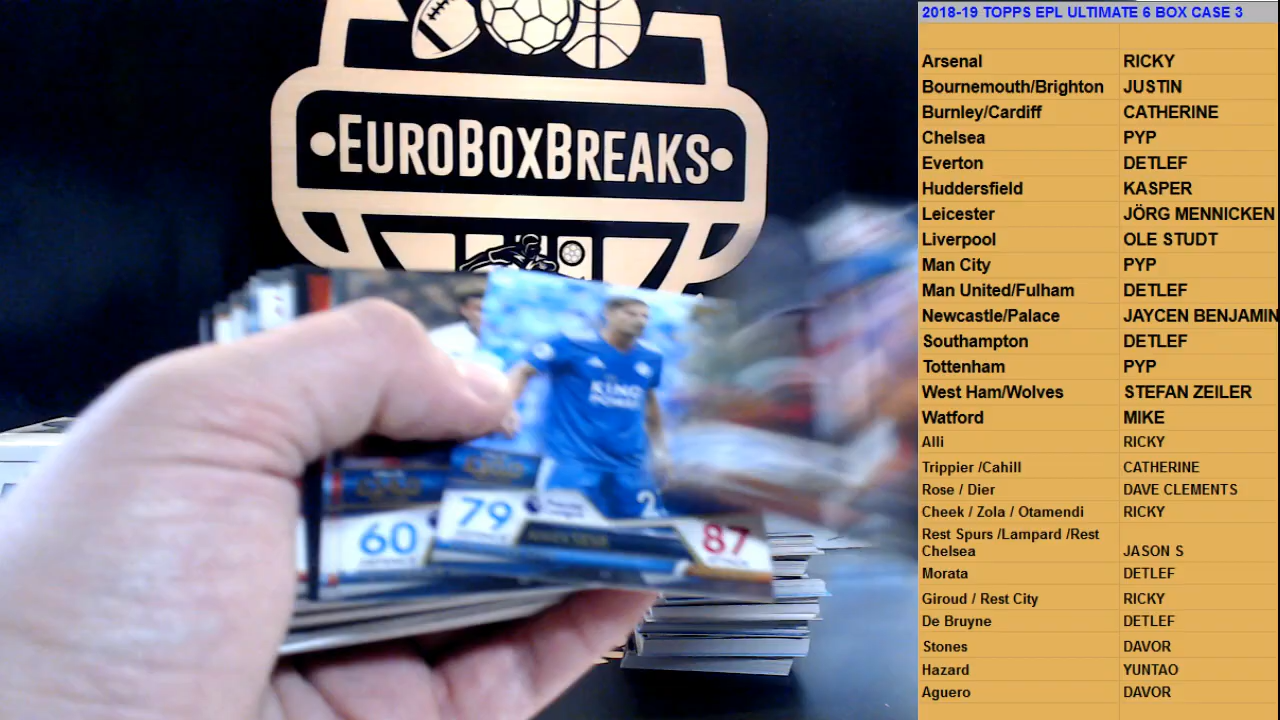 EUROBOXBREAKS
KING
POWER
2
60
79
87
2018-19 TOPPS EPL ULTIMATE 6 BOX CASE 3
Arsenal RICKY
Bournemouth/Brighton JUSTIN
Burnley/Cardiff CATHERINE
Chelsea PYP
Everton DETLEF
Huddersfield KASPER
Leicester JÖRG MENNICKEN
Liverpool OLE STUDT
Man City PYP
Man United/Fulham DETLEF
Newcastle/Palace JAYCEN BENJAMIN
Southampton DETLEF
Tottenham PYP
West Ham/Wolves STEFAN ZEILER
Watford MIKE
Alli RICKY
Trippier /Cahill CATHERINE
Rose / Dier DAVE CLEMENTS
Cheek / Zola / Otamendi RICKY
Rest Spurs /Lampard /Rest
Chelsea JASON S
Morata DETLEF
Giroud / Rest City RICKY
De Bruyne DETLEF
Stones DAVOR
Hazard YUNTAO
Aguero DAVOR